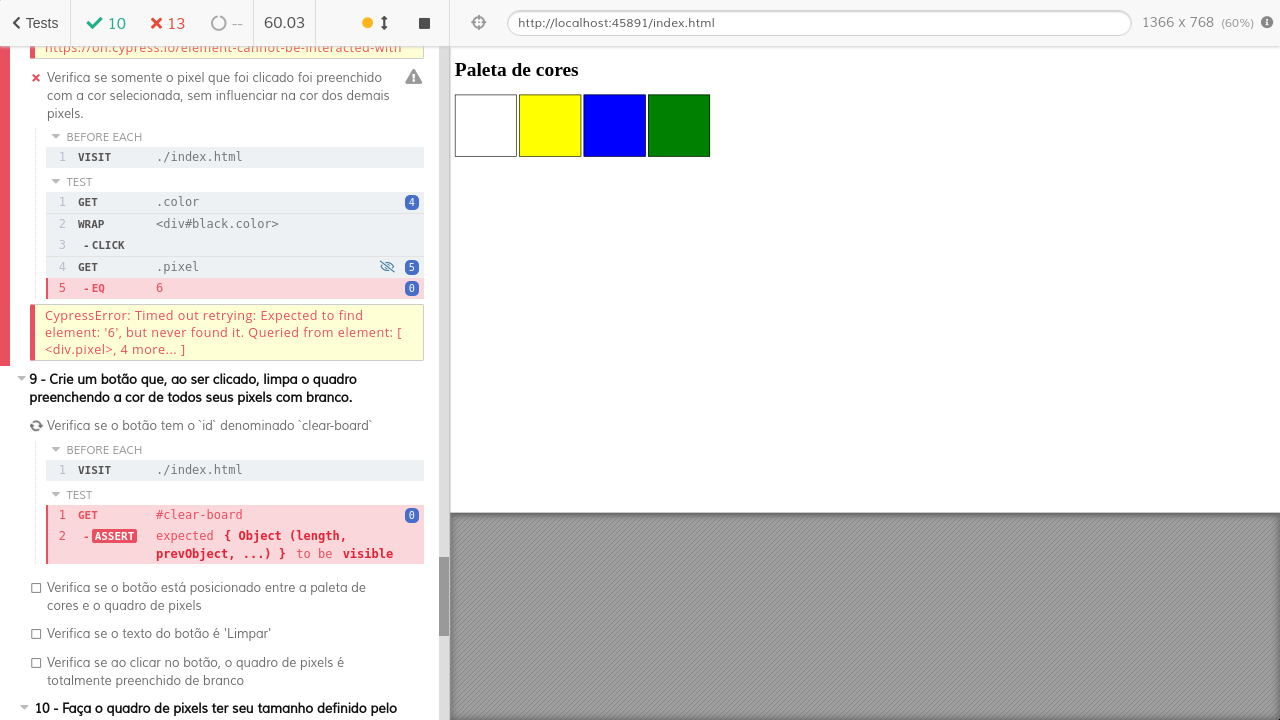 Tests
10
13
--
60.03
http://localhost:45891/index.html
1366 x 768 (60%)
https://on.cypress.io/element-cannot-be-interacted-with
Verifica se somente o pixel que foi clicado foi preenchido
com a cor selecionada, sem influenciar na cor dos demais
pixels.
BEFORE EACH
1 VISIT ./index.html
TEST
1 GET .color 4
2 WRAP <div#black.color>
3 - CLICK
4 GET .pixel 5
5 - EQ 6 0
CypressError: Timed out retrying: Expected to find
element: '6', but never found it. Queried from element: [
<div.pixel>, 4 more... ]
9 - Crie um botão que, ao ser clicado, limpa o quadro
preenchendo a cor de todos seus pixels com branco.
Verifica se o botão tem o `id` denominado `clear-board`
BEFORE EACH
1 VISIT ./index.html
TEST
1 GET #clear-board 0
2 - ASSERT expected { Object (length,
prevObject, ...) } to be visible
Verifica se o botão está posicionado entre a paleta de
cores e o quadro de pixels
Verifica se o texto do botão é 'Limpar'
Verifica se ao clicar no botão, o quadro de pixels é
totalmente preenchido de branco
10 - Faça o quadro de pixels ter seu tamanho definido pelo
Paleta de cores